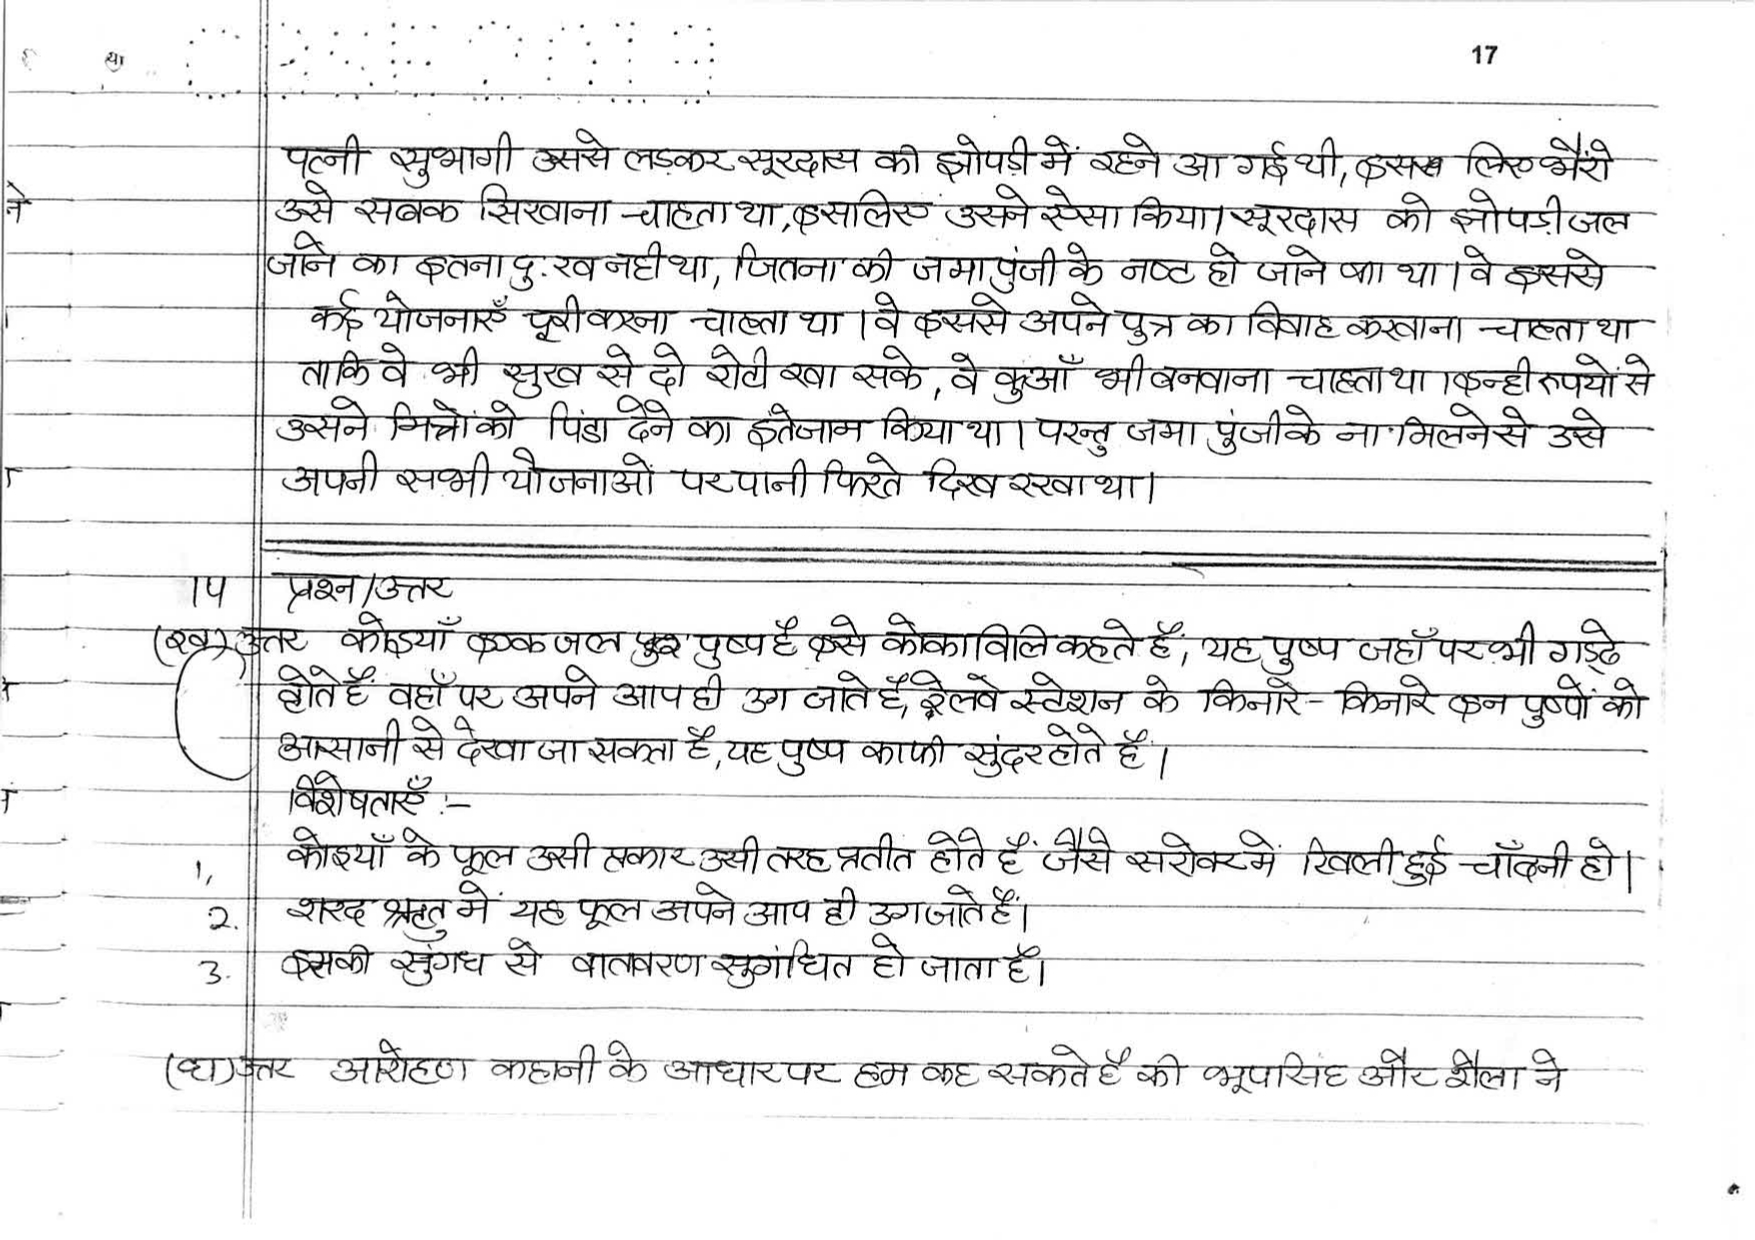 17
पत्नी सुभागी उससे लड़कर सूरदास की झोपड़ी में रहने आ गई थी, इसस लिए भैरों
उसे सबक सिखाना चाहता था, इसलिए उसने ऐसा किया। सूरदास को झोपड़ी जल
जाने का इतना दु:ख नही था, जितना की जमा पुंजी के नष्ट हो जाने का था। वे इससे
कई योजनाएँ पूरी करना चाहता था। वे इससे अपने पुत्र का विवाह करवाना चाहता था
ताकि वे भी सुख से दो रोटी खा सके, वे कुआँ भी बनवाना चाहता था। इन्ही रुपयों से
उसने मित्रों को पिंडा देने का इंतेजाम किया था। परन्तु जमा पुंजी के ना मिलने से उसे
अपनी सभी योजनाओं पर पानी फिरते दिख रखा था।
14 प्रश्न/उत्तर
(ख) उत्तर कोइयाँ एक जल पुष्प है इसे कोकाविलि कहते हैं, यह पुष्प जहाँ पर भी गड्ढे
होते हैं वहाँ पर अपने आप ही उग जाते है, रेलवे स्टेशन के किनारे - किनारे इन पुष्पों को
आसानी से देखा जा सकता है, यह पुष्प काफी सुंदर होते है।
विशेषताएँ :-
1, कोइयाँ के फूल उसी प्रकार उसी तरह प्रतीत होते हैं जैसे सरोवर में खिली हुई चाँदनी हो।
2. शरद ऋतु में यह फूल अपने आप ही उग जाते हैं।
3. इसकी सुंगध से वातवरण सुगंधित हो जाता है।
(घ) उत्तर आरोहण कहानी के आधार पर हम कह सकते है की भूपसिंह और शैला ने